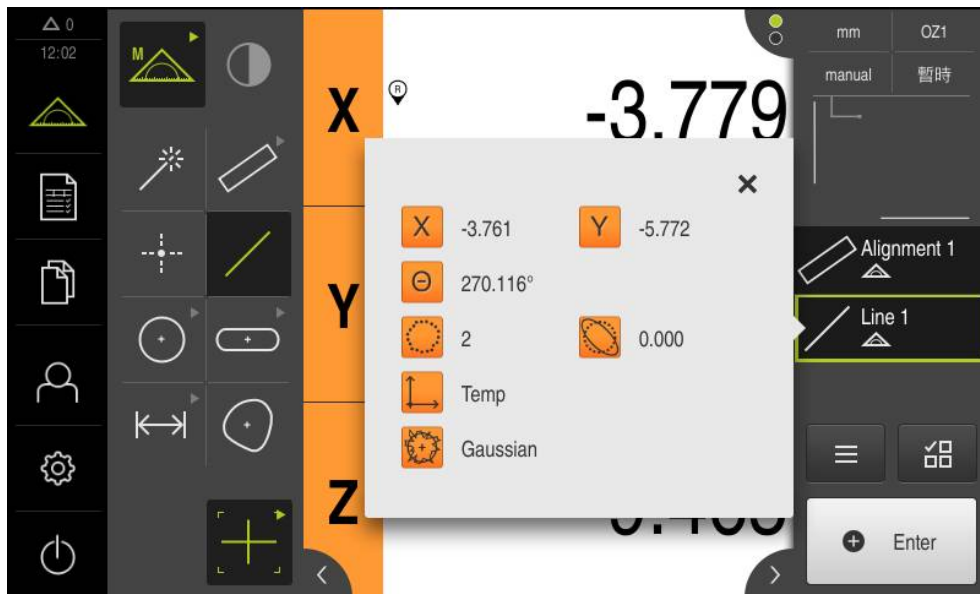 0
12:02
M
X
R
-3.779
mm
OZ1
manual
暫時
X -3.761
Y -5.772
Θ 270.116°
2
0.000
Temp
Gaussian
Y
Z
Alignment 1
Line 1
Enter